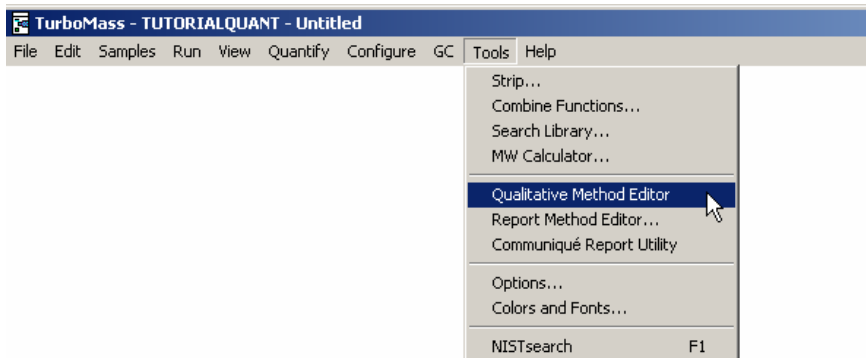 TurboMass - TUTORIALQUANT - Untitled
File Edit Samples Run View Quantify Configure GC Tools Help
Strip...
Combine Functions...
Search Library...
MW Calculator...
Qualitative Method Editor
Report Method Editor...
Communiqué Report Utility
Options...
Colors and Fonts...
NISTsearch F1